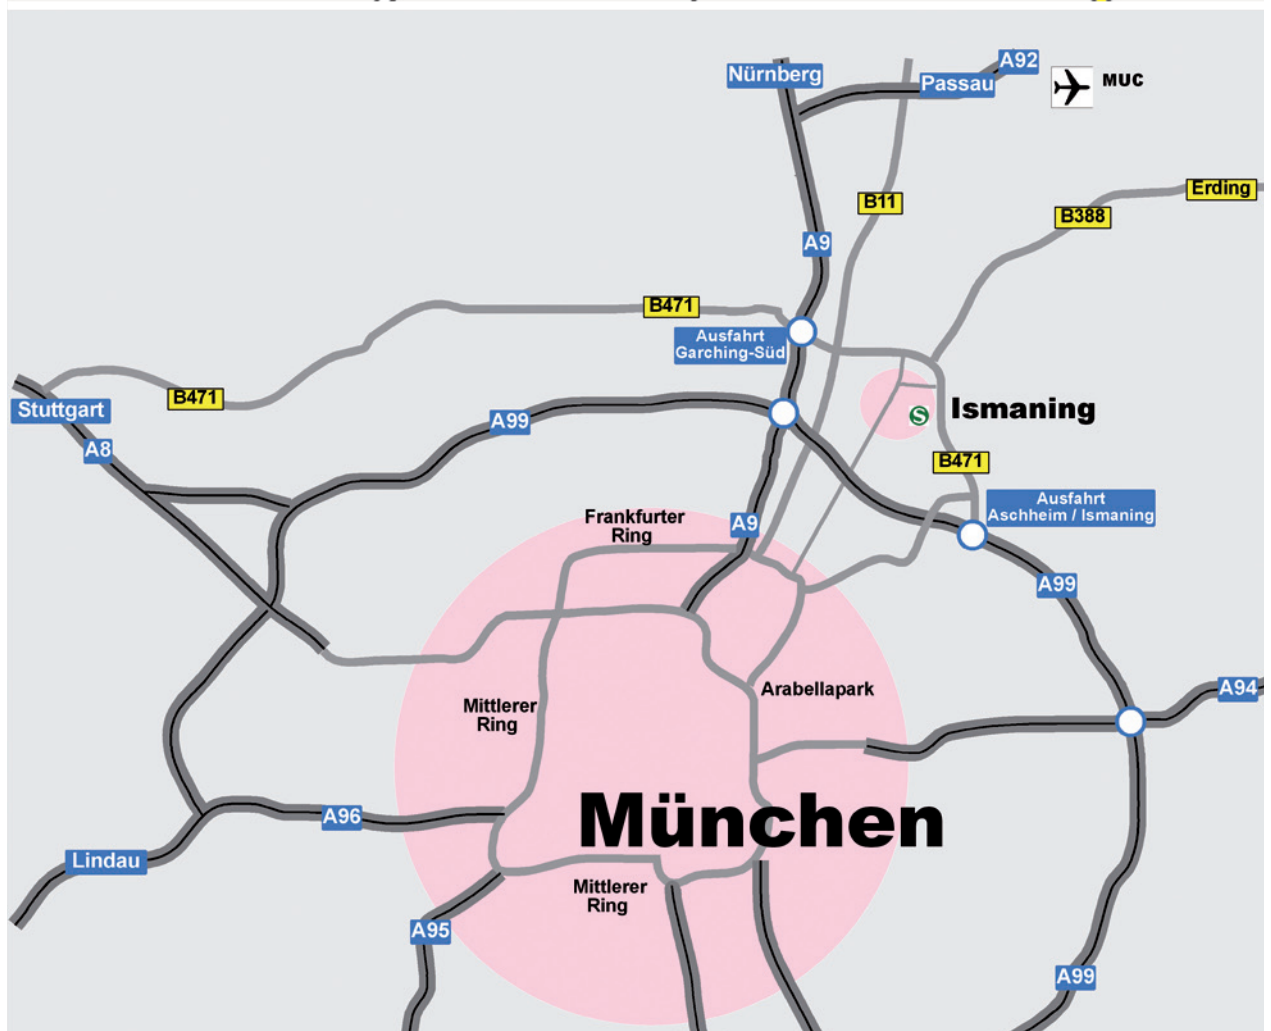 A92
Nürnberg
Passau
MUC
Erding
B11
B388
A9
B471
Ausfahrt
Garching-Süd
B471
Stuttgart
Ismaning
S
A99
A8
B471
Ausfahrt
Aschheim / Ismaning
Frankfurter
Ring
A9
A99
Arabellapark
A94
Mittlerer
Ring
München
A96
Lindau
Mittlerer
Ring
A95
A99